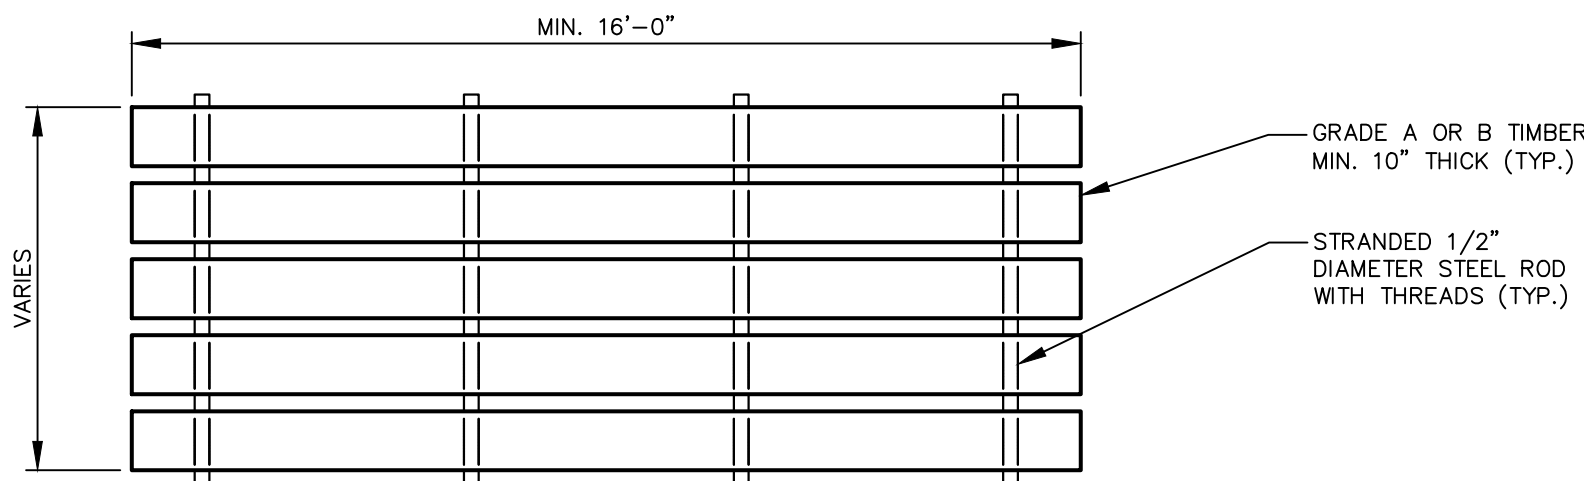 MIN. 16'-0"
GRADE A OR B TIMBER
MIN. 10" THICK (TYP.)
STRANDED 1/2"
DIAMETER STEEL ROD
WITH THREADS (TYP.)
VARIES